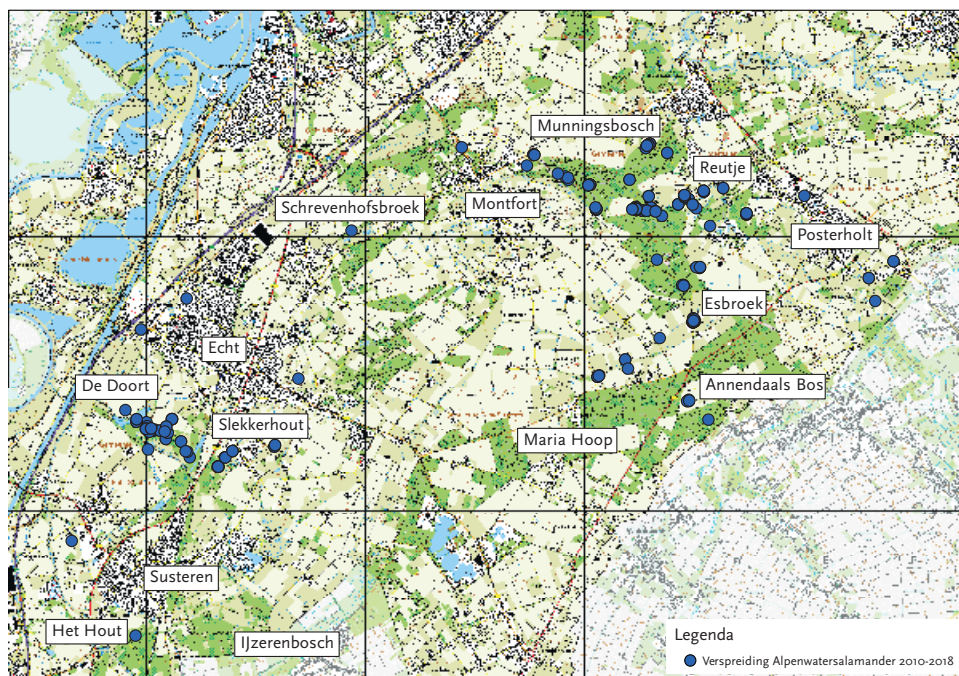 Munningsbosch
Reutje
Schrevenhofsbroek
Montfort
Posterholt
Esbroek
Echt
De Doort
Annendaals Bos
Slekkerhout
Maria Hoop
Susteren
Het Hout
IJzerenbosch
Legenda
Verspreiding Alpenwatersalamander 2010-2018